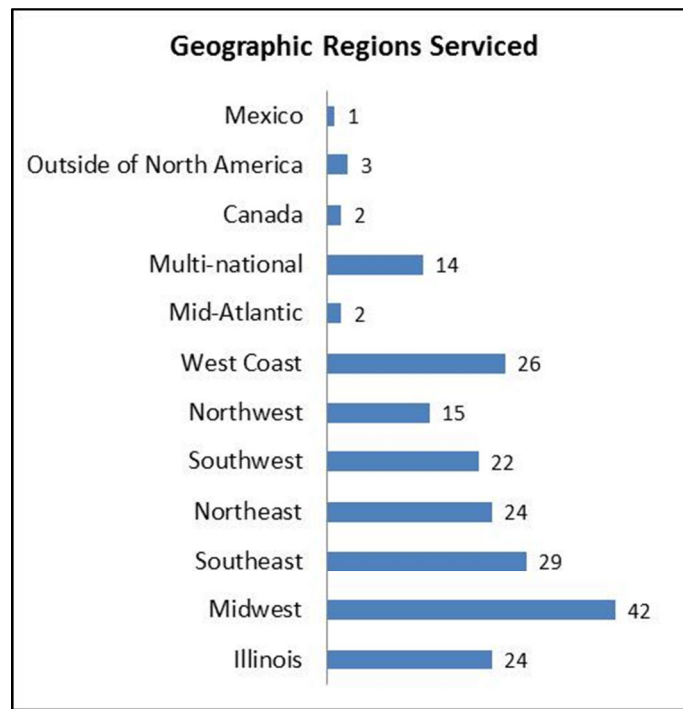 Geographic Regions Serviced
Mexico 1
Outside of North America 3
Canada 2
Multi-national 14
Mid-Atlantic 2
West Coast 26
Northwest 15
Southwest 22
Northeast 24
Southeast 29
Midwest 42
Illinois 24